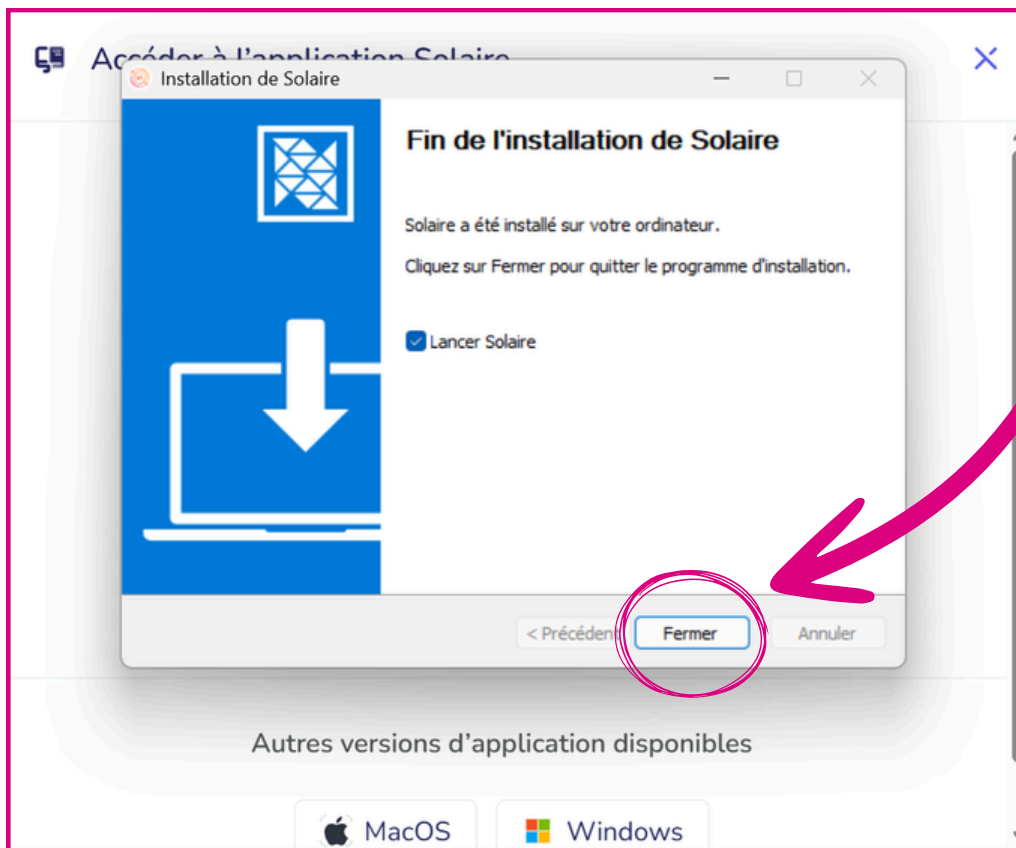 Accéder à l'application Solaire
Installation de Solaire
Fin de l'installation de Solaire
Solaire a été installé sur votre ordinateur.
Cliquez sur Fermer pour quitter le programme d'installation.
Lancer Solaire
< Précédent
Fermer
Annuler
Autres versions d’application disponibles
MacOS
Windows